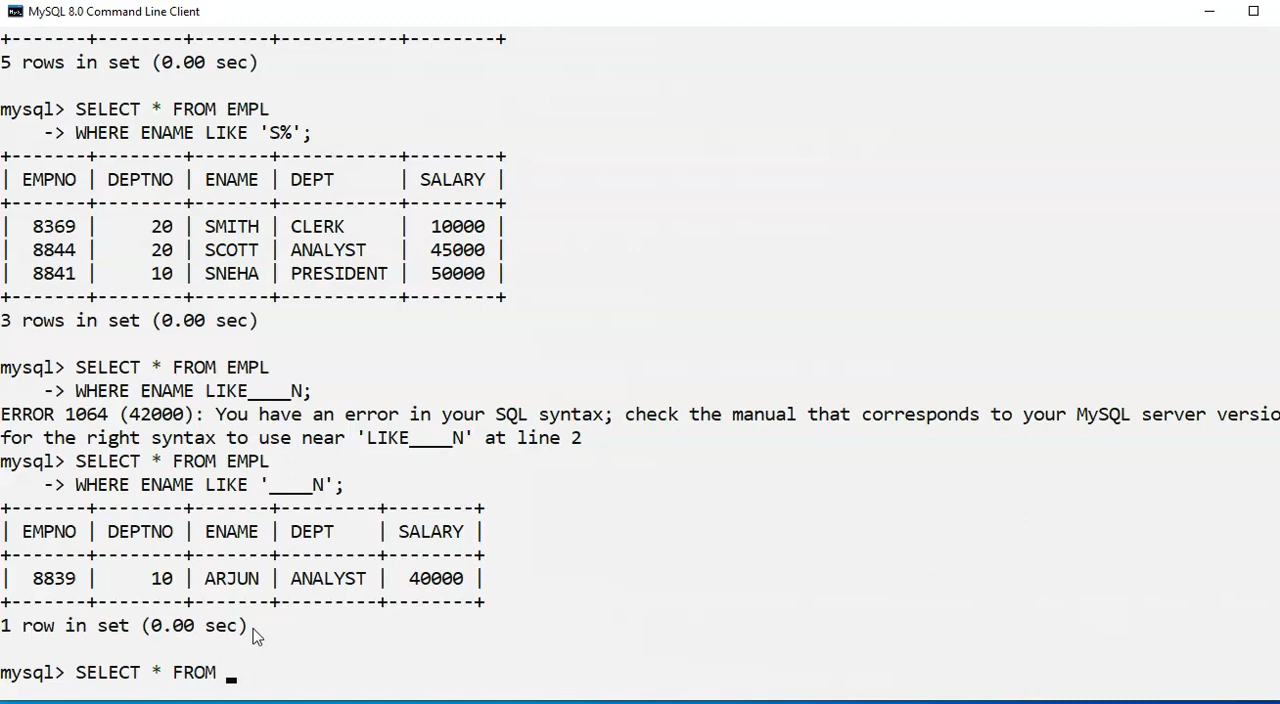 MySQL 8.0 Command Line Client
+-------+--------+-------+-----------+--------+
5 rows in set (0.00 sec)
mysql> SELECT * FROM EMPL
    -> WHERE ENAME LIKE 'S%';
+-------+--------+-------+-----------+--------+
| EMPNO | DEPTNO | ENAME | DEPT      | SALARY |
+-------+--------+-------+-----------+--------+
|  8369 |     20 | SMITH | CLERK     |  10000 |
|  8844 |     20 | SCOTT | ANALYST   |  45000 |
|  8841 |     10 | SNEHA | PRESIDENT |  50000 |
+-------+--------+-------+-----------+--------+
3 rows in set (0.00 sec)
mysql> SELECT * FROM EMPL
    -> WHERE ENAME LIKE____N;
ERROR 1064 (42000): You have an error in your SQL syntax; check the manual that corresponds to your MySQL server versio
for the right syntax to use near 'LIKE____N' at line 2
mysql> SELECT * FROM EMPL
    -> WHERE ENAME LIKE '____N';
+-------+--------+-------+---------+--------+
| EMPNO | DEPTNO | ENAME | DEPT    | SALARY |
+-------+--------+-------+---------+--------+
|  8839 |     10 | ARJUN | ANALYST |  40000 |
+-------+--------+-------+---------+--------+
1 row in set (0.00 sec)
mysql> SELECT * FROM _